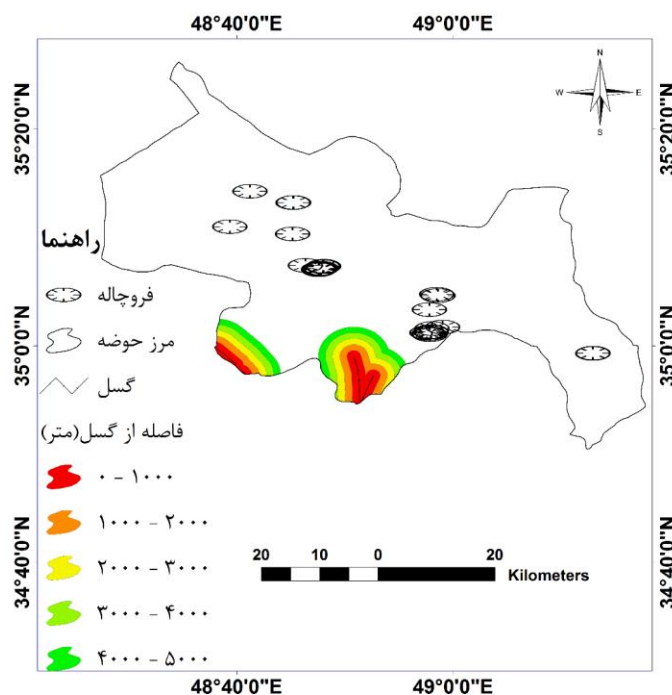 48°40'0"E 49°0'0"E
N
W E
S
35°20'0"N 35°20'0"N
راهنما
فروچاله
مرز حوضه
35°0'0"N 35°0'0"N
گسل
فاصله از گسل(متر)
۰ - ۱۰۰۰
۱۰۰۰ - ۲۰۰۰
۲۰۰۰ - ۳۰۰۰
۳۰۰۰ - ۴۰۰۰
۴۰۰۰ - ۵۰۰۰
34°40'0"N 34°40'0"N
20 10 0 20
Kilometers
48°40'0"E 49°0'0"E